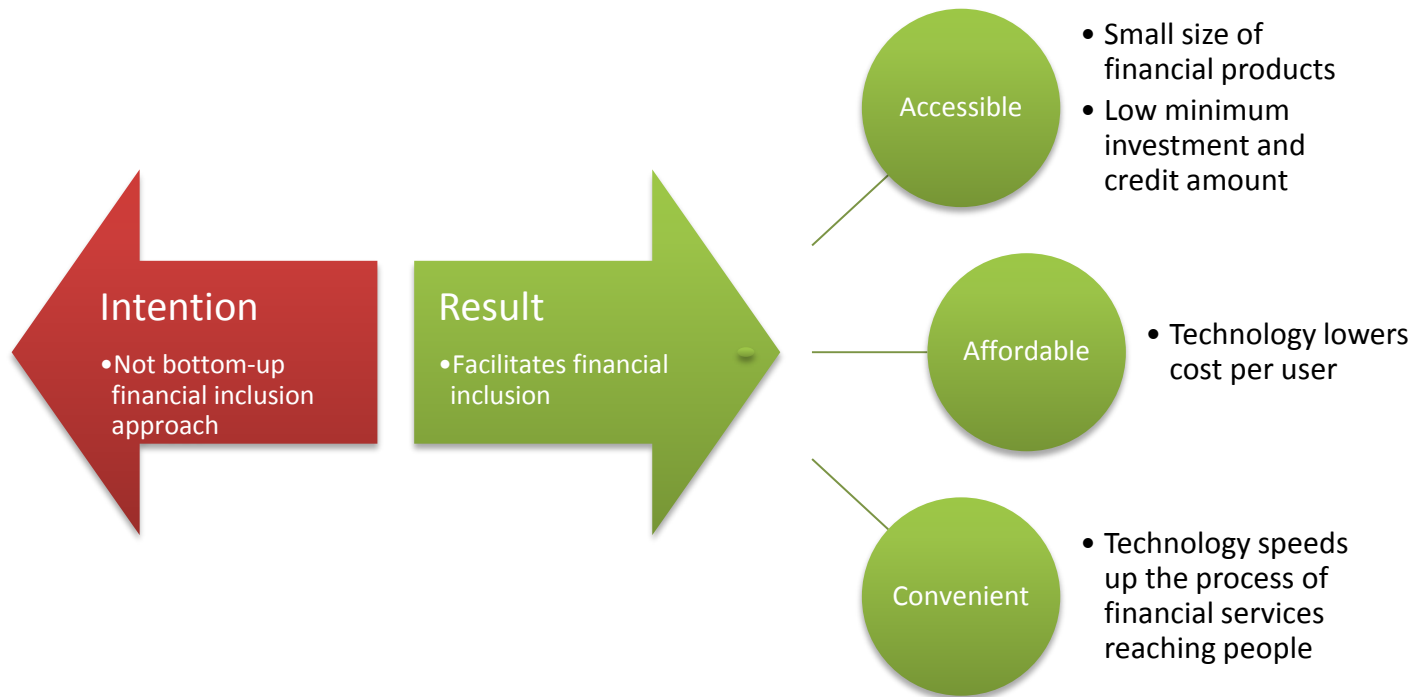 Intention
•Not bottom-up
financial inclusion
approach
Result
•Facilitates financial
inclusion
Accessible
• Small size of
financial products
• Low minimum
investment and
credit amount
Affordable
• Technology lowers
cost per user
Convenient
• Technology speeds
up the process of
financial services
reaching people